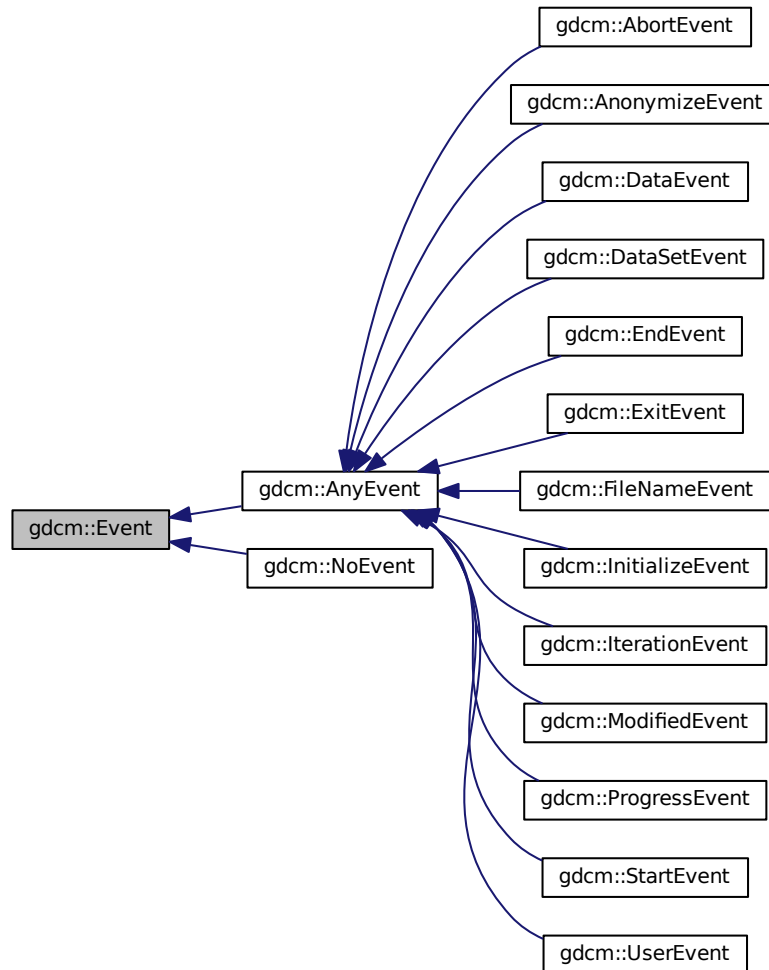 gdcm::AbortEvent
gdcm::AnonymizeEvent
gdcm::DataEvent
gdcm::DataSetEvent
gdcm::EndEvent
gdcm::ExitEvent
gdcm::AnyEvent
gdcm::FileNameEvent
gdcm::Event
gdcm::NoEvent
gdcm::InitializeEvent
gdcm::IterationEvent
gdcm::ModifiedEvent
gdcm::ProgressEvent
gdcm::StartEvent
gdcm::UserEvent